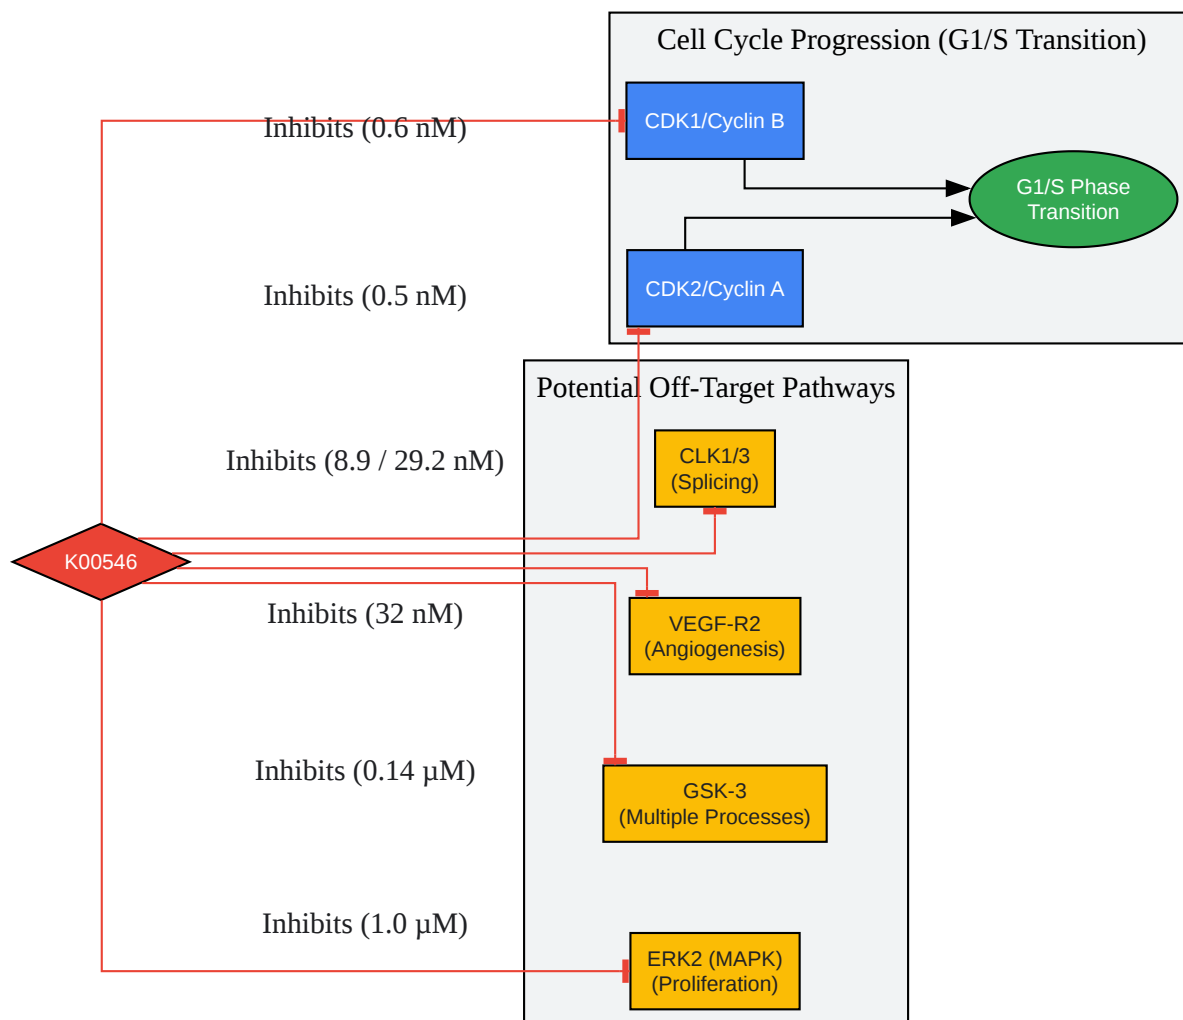 Cell Cycle Progression (G1/S Transition)
Inhibits (0.6 nM)
CDK1/Cyclin B
G1/S Phase
Transition
Inhibits (0.5 nM)
CDK2/Cyclin A
Potential Off-Target Pathways
Inhibits (8.9 / 29.2 nM)
CLK1/3
(Splicing)
K00546
Inhibits (32 nM)
VEGF-R2
(Angiogenesis)
Inhibits (0.14 µM)
GSK-3
(Multiple Processes)
Inhibits (1.0 µM)
ERK2 (MAPK)
(Proliferation)